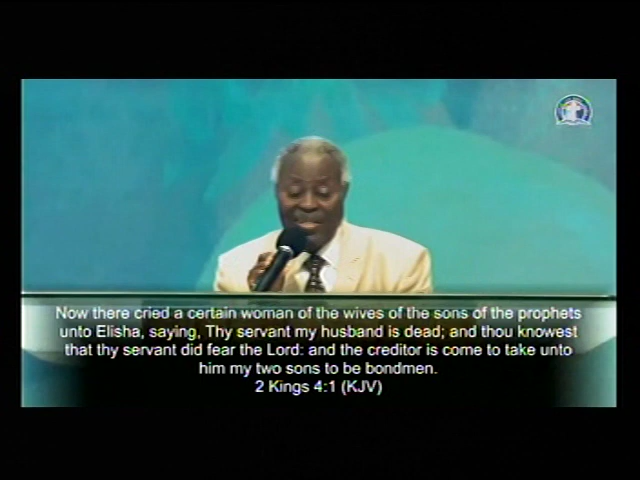 Now there cried a certain woman of the wives of the sons of the prophets
unto Elisha, saying, Thy servant my husband is dead; and thou knowest
that thy servant did fear the Lord: and the creditor is come to take unto
him my two sons to be bondmen.
2 Kings 4:1 (KJV)